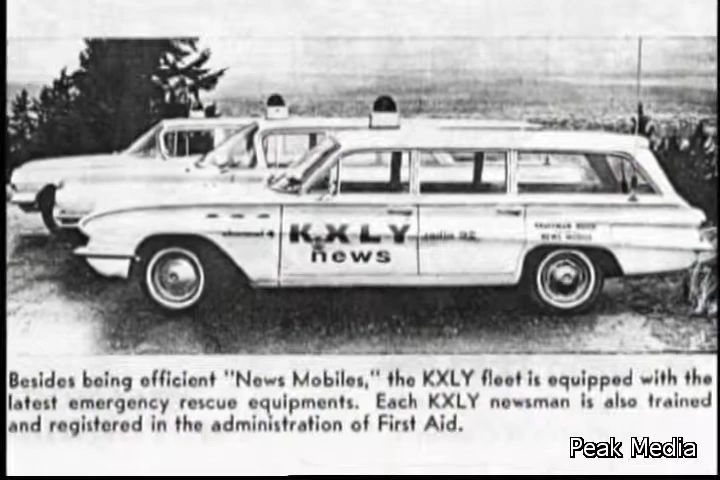 channel 4
KXLY
radio 92
news
NEWS MOBILE
Besides being efficient "News Mobiles," the KXLY fleet is equipped with the
latest emergency rescue equipments. Each KXLY newsman is also trained
and registered in the administration of First Aid.
Peak Media